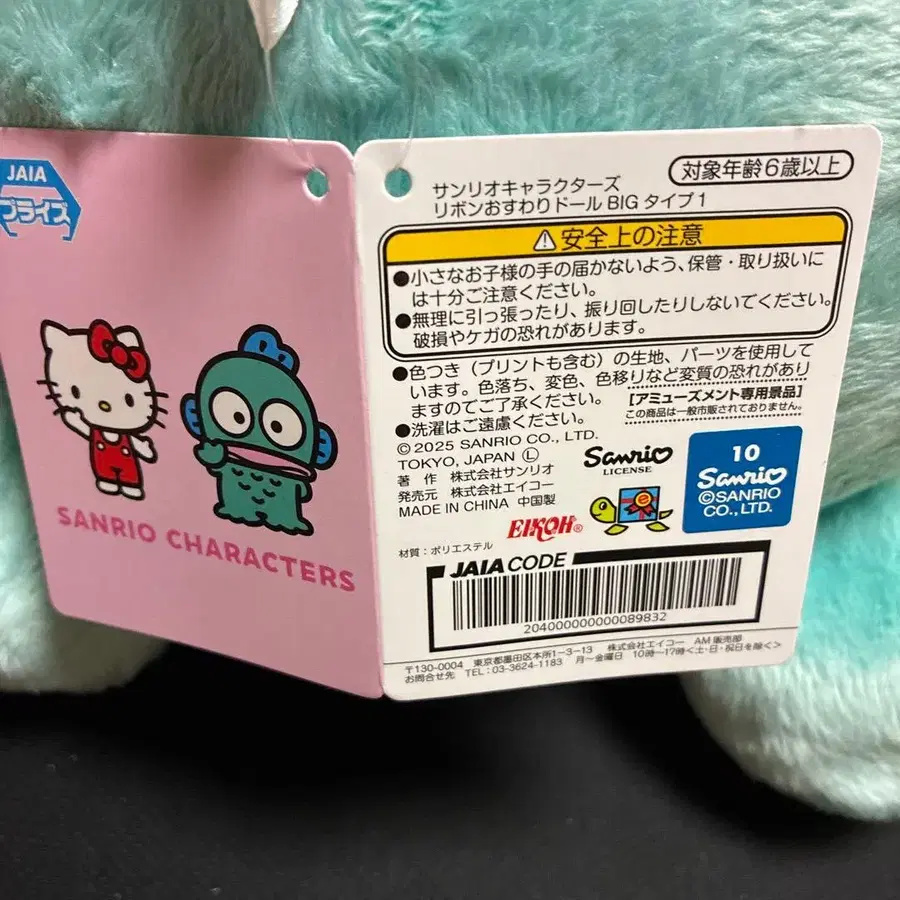 JAIA
プライズ
SANRIO CHARACTERS
対象年齢6歳以上
サンリオキャラクターズ
リボンおすわりドール BIG タイプ1
⚠安全上の注意
●小さなお子様の手の届かないよう、保管・取り扱いに
は十分ご注意ください。
●無理に引っ張ったり、振り回したりしないでください。
破損やケガの恐れがあります。
●色つき（プリントも含む）の生地、パーツを使用して
います。色落ち、変色、色移りなど変質の恐れがあり
ますのでご了承ください。
●洗濯はご遠慮ください。
【アミューズメント専用景品】
この商品は一般市販されておりません。
© 2025 SANRIO CO., LTD.
TOKYO, JAPAN Ⓛ
著 作 株式会社サンリオ
発売元 株式会社エイコー
MADE IN CHINA 中国製
Sanrio
LICENSE
10
Sanrio
©SANRIO
CO., LTD.
EIKOH®
e
材質：ポリエステル
JAIA CODE
204000000000089832
〒130-0004 東京都墨田区本所1-3-13 株式会社エイコー AM販売部
お問合せ先 TEL：03-3624-1183 月〜金曜日 10時〜17時<土・日・祝日を除く>